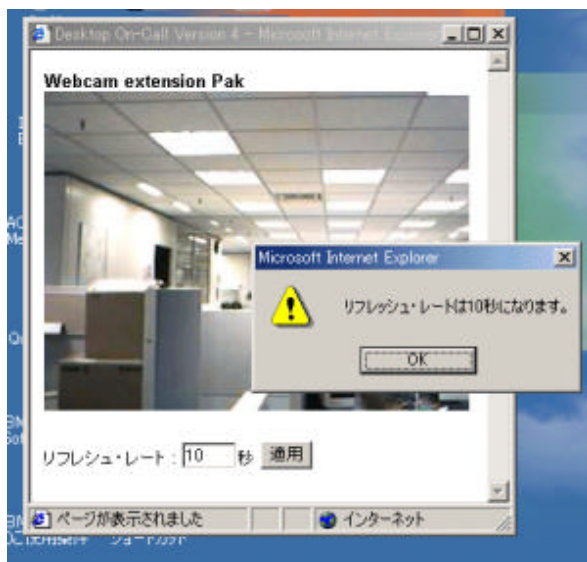 Desktop On-Call Version 4 - Microsoft Internet Explorer
Webcam extension Pak
Microsoft Internet Explorer
リフレッシュ・レートは10秒になります。
OK
リフレシュ・レート : 10 秒 適用
ページが表示されました
インターネット